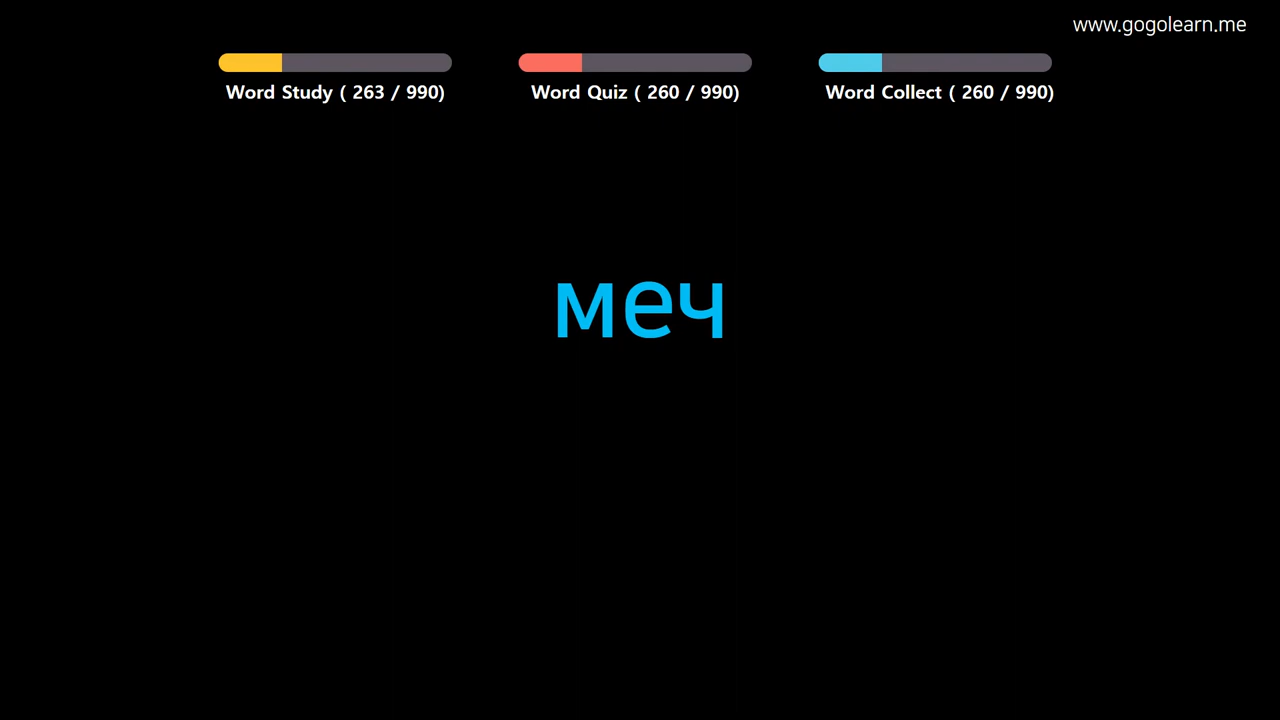 www.gogolearn.me
Word Study ( 263 / 990)
Word Quiz ( 260 / 990)
Word Collect ( 260 / 990)
меч